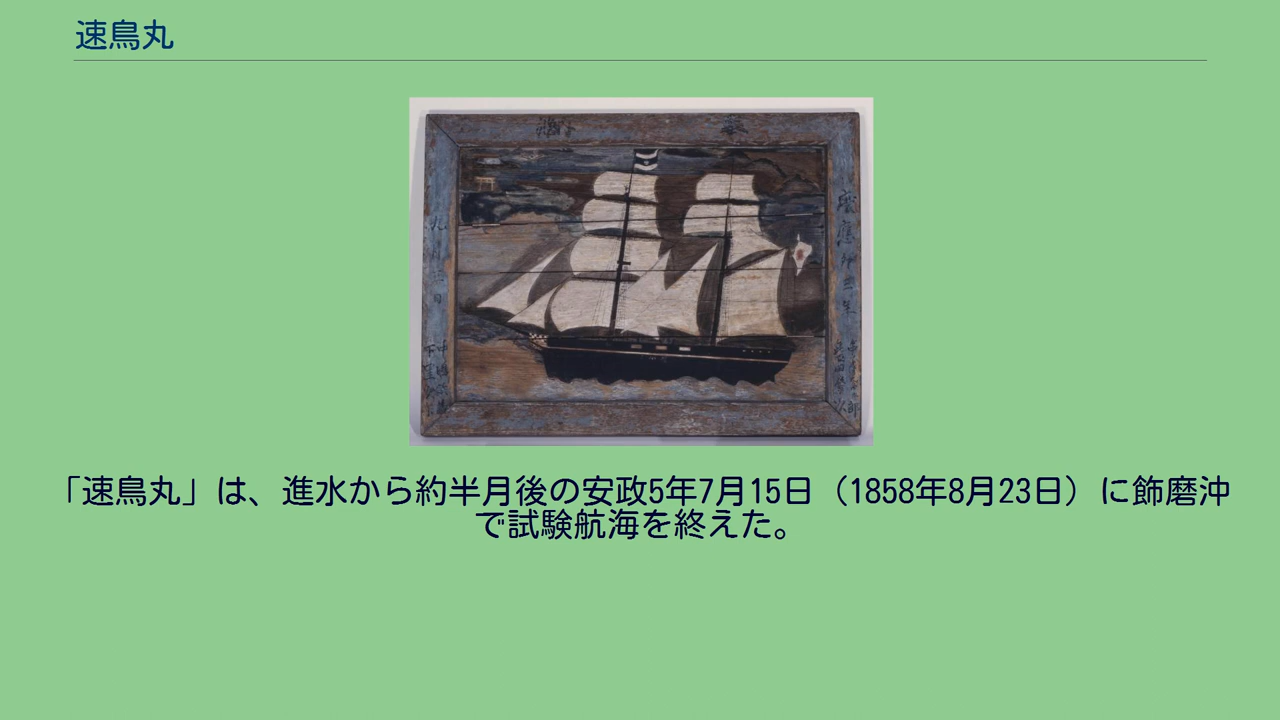 速鳥丸
「速鳥丸」は、進水から約半月後の安政5年7月15日（1858年8月23日）に飾磨沖
で試験航海を終えた。